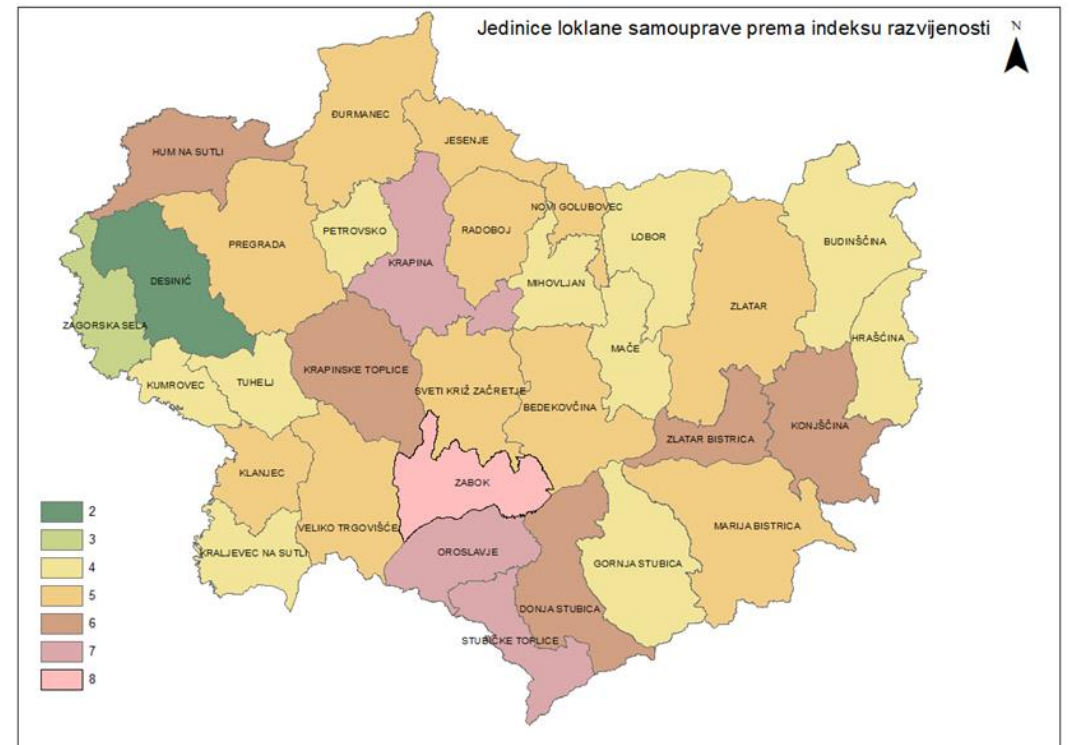 Jedinice loklane samouprave prema indeksu razvijenosti
N
ĐURMANEC
JESENJE
HUM NA SUTLI
NOVI GOLUBOVEC
PETROVSKO
RADOBOJ
LOBOR
BUDINŠČINA
PREGRADA
KRAPINA
DESINIĆ
MIHOVLJAN
ZLATAR
ZAGORSKA SELA
HRAŠĆINA
MAČE
KRAPINSKE TOPLICE
TUHELJ
KUMROVEC
SVETI KRIŽ ZAČRETJE
BEDEKOVČINA
KONJŠČINA
ZLATAR BISTRICA
KLANJEC
ZABOK
VELIKO TRGOVIŠĆE
MARIJA BISTRICA
KRALJEVEC NA SUTLI
OROSLAVJE
GORNJA STUBICA
DONJA STUBICA
STUBIČKE TOPLICE
2
3
4
5
6
7
8